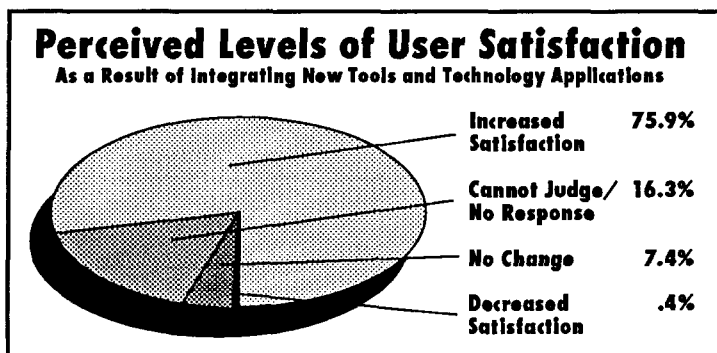 Perceived Levels of User Satisfaction
As a Result of Integrating New Tools and Technology Applications
Increased 75.9%
Satisfaction
Cannot Judge/ 16.3%
No Response
No Change 7.4%
Decreased .4%
Satisfaction